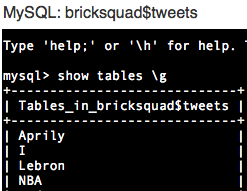 MySQL: bricksquad$tweets
Type 'help;' or '\h' for help.
mysql> show tables \g
+-------------------------+
| Tables_in_bricksquad$tweets |
+-------------------------+
| Aprily
| I
| Lebron
| NBA